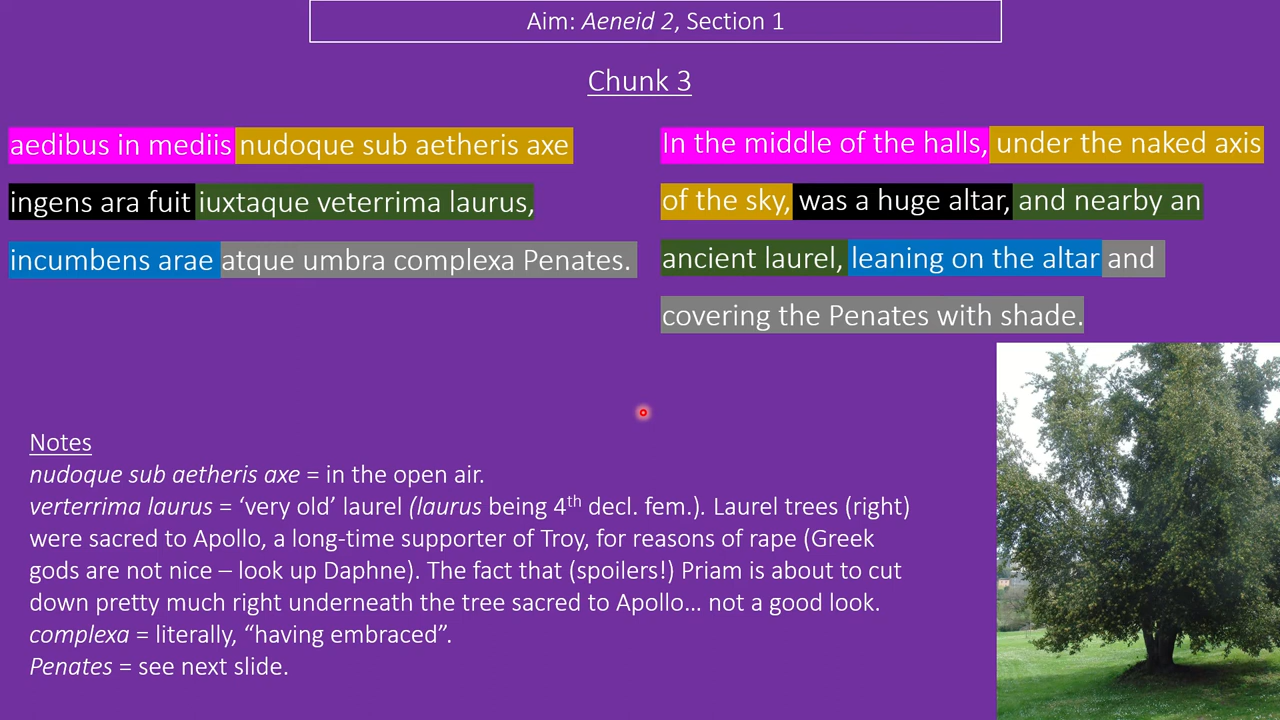 Aim: Aeneid 2, Section 1
Chunk 3
aedibus in mediis nudoque sub aetheris axe
ingens ara fuit iuxtaque veterrima laurus,
incumbens arae atque umbra complexa Penates.
In the middle of the halls, under the naked axis
of the sky, was a huge altar, and nearby an
ancient laurel, leaning on the altar and
covering the Penates with shade.
Notes
nudoque sub aetheris axe = in the open air.
verterrima laurus = ‘very old’ laurel (laurus being 4th decl. fem.). Laurel trees (right)
were sacred to Apollo, a long-time supporter of Troy, for reasons of rape (Greek
gods are not nice – look up Daphne). The fact that (spoilers!) Priam is about to cut
down pretty much right underneath the tree sacred to Apollo… not a good look.
complexa = literally, “having embraced”.
Penates = see next slide.